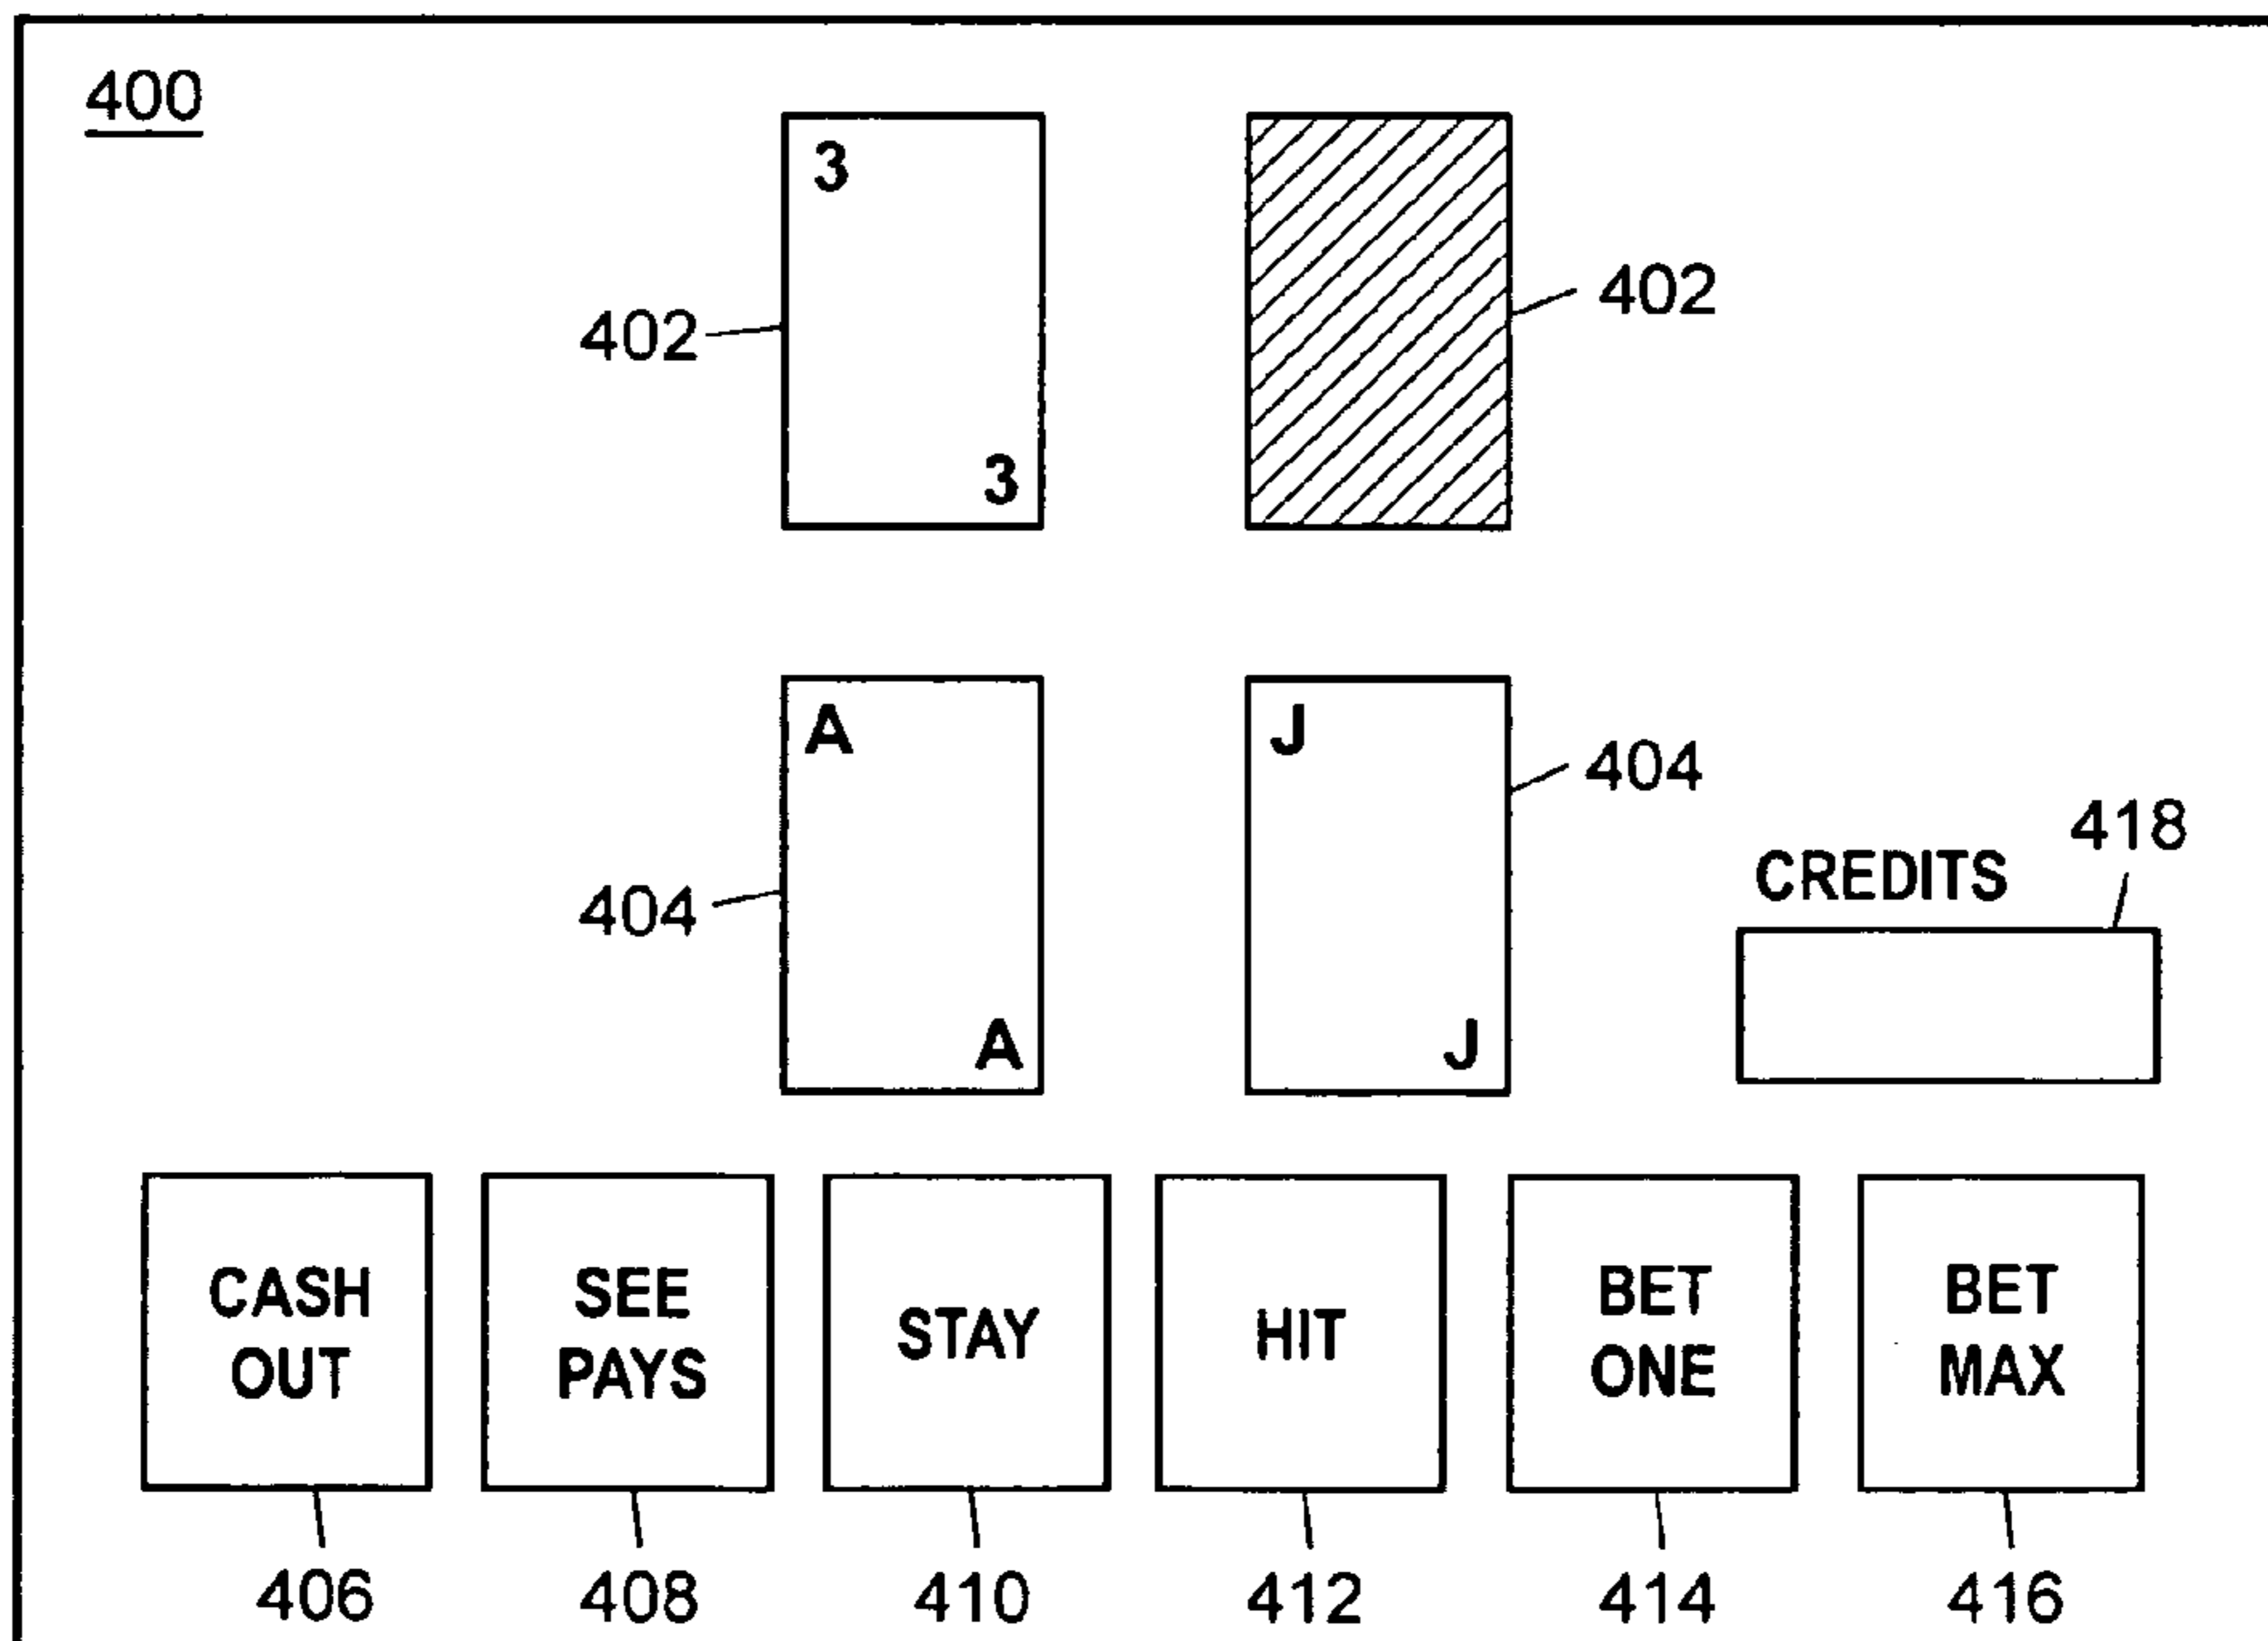 400
3
402
402
3
A
J
404
418
CREDITS
404
A
J
CASH
OUT
SEE
PAYS
STAY
HIT
BET
ONE
BET
MAX
406
408
410
412
414
416